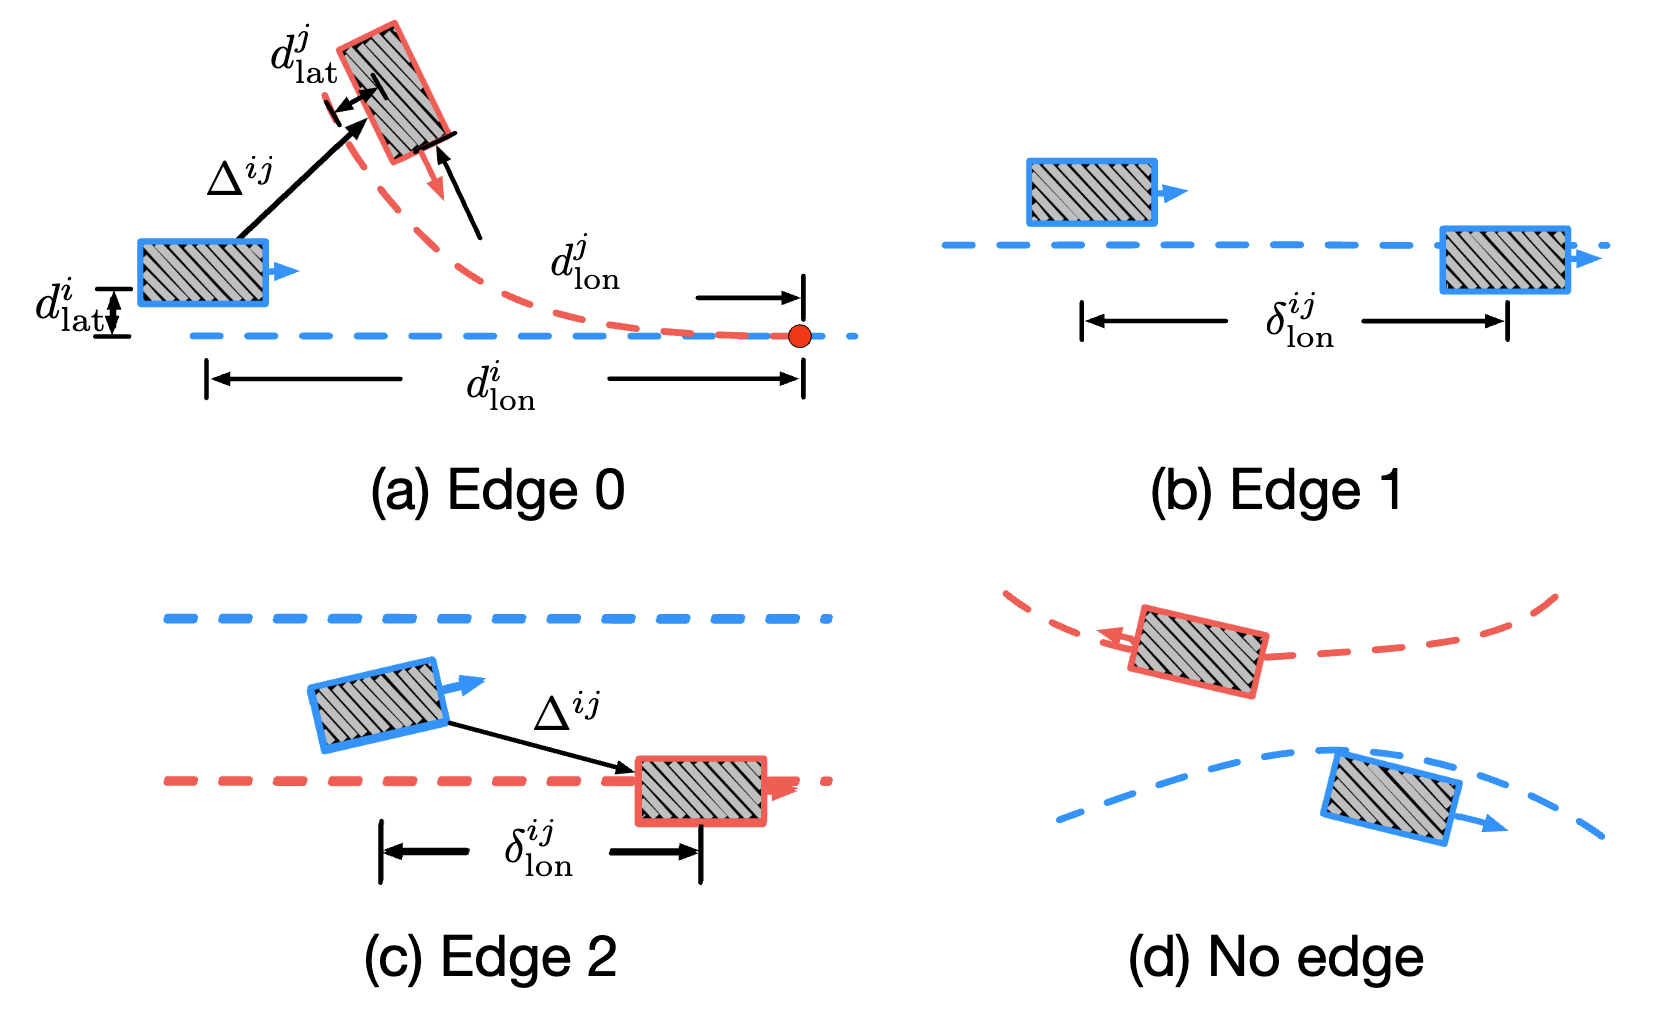 d^j_lat
Δ^ij
d^i_lat
d^j_lon
d^i_lon
(a) Edge 0
δ^ij_lon
(b) Edge 1
Δ^ij
δ^ij_lon
(c) Edge 2
(d) No edge